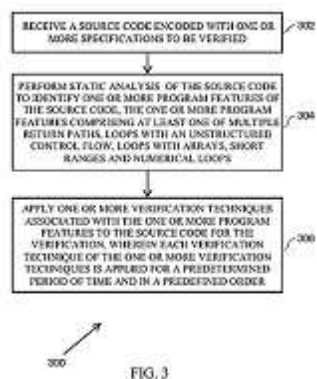 RECEIVE A SOURCE CODE ENCODED WITH ONE OR
MORE SPECIFICATIONS TO BE VERIFIED
302
PERFORM STATIC ANALYSIS OF THE SOURCE CODE
TO IDENTIFY ONE OR MORE PROGRAM FEATURES OF
THE SOURCE CODE, THE ONE OR MORE PROGRAM
FEATURES COMPRISING AT LEAST ONE OF MULTIPLE
RETURN PATHS, LOOPS WITH AN UNSTRUCTURED
CONTROL FLOW, LOOPS WITH ARRAYS, SHORT
RANGES AND NUMERICAL LOOPS
304
APPLY ONE OR MORE VERIFICATION TECHNIQUES
ASSOCIATED WITH THE ONE OR MORE PROGRAM
FEATURES TO THE SOURCE CODE FOR THE
VERIFICATION, WHEREIN EACH VERIFICATION
TECHNIQUE OF THE ONE OR MORE VERIFICATION
TECHNIQUES IS APPLIED FOR A PREDETERMINED
PERIOD OF TIME AND IN A PREDEFINED ORDER
306
300
FIG. 3